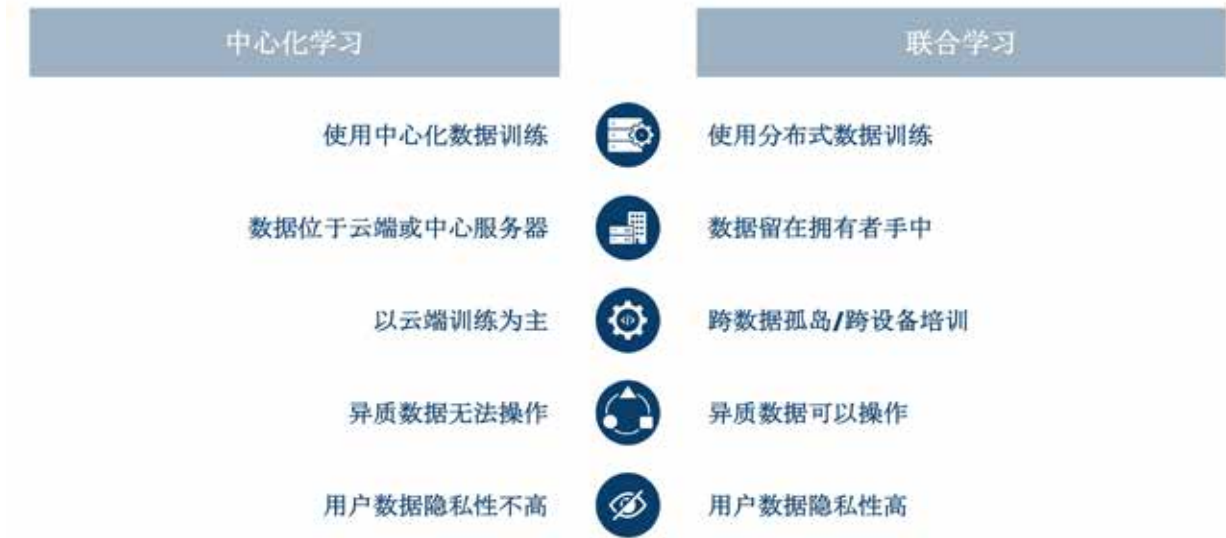 中心化学习
联合学习
使用中心化数据训练
使用分布式数据训练
数据位于云端或中心服务器
数据留在拥有者手中
以云端训练为主
跨数据孤岛/跨设备培训
异质数据无法操作
异质数据可以操作
用户数据隐私性不高
用户数据隐私性高